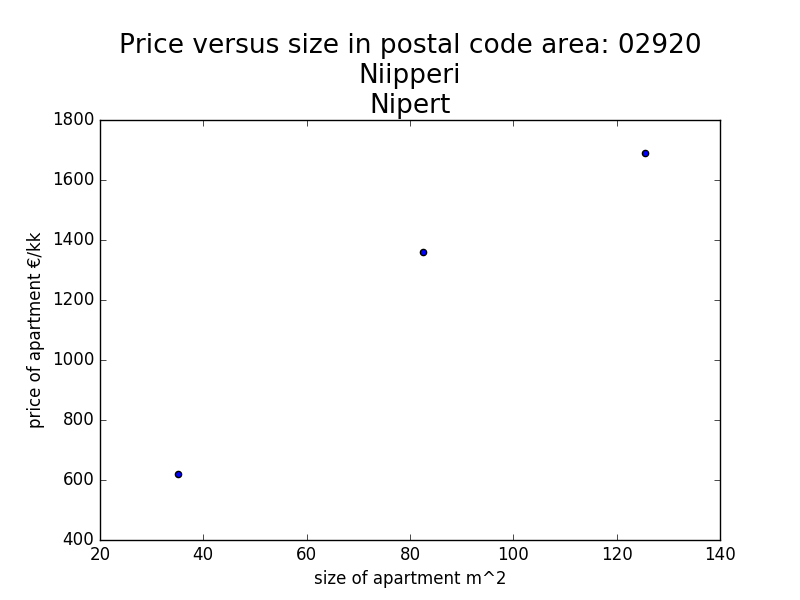 Price versus size in postal code area: 02920
Niipperi
Nipert
1800
1600
1400
1200
1000
800
600
400
price of apartment €/kk
20 40 60 80 100 120 140
size of apartment m^2